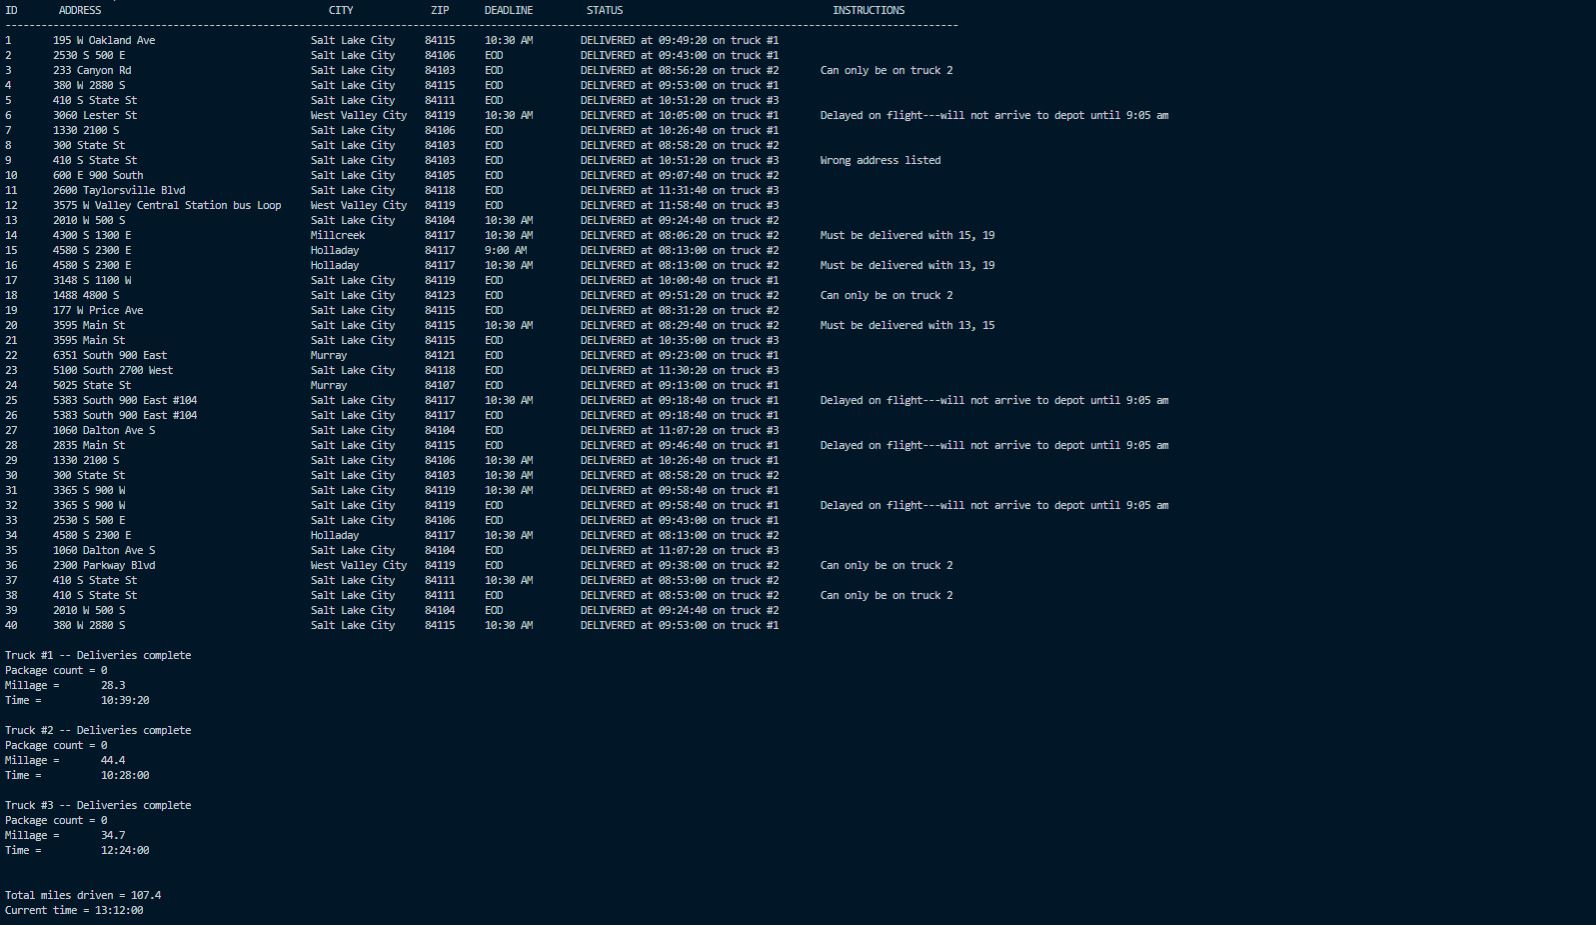 ID ADDRESS CITY ZIP DEADLINE STATUS INSTRUCTIONS
1 195 W Oakland Ave Salt Lake City 84115 10:30 AM DELIVERED at 09:49:20 on truck #1
2 2530 S 500 E Salt Lake City 84106 EOD DELIVERED at 09:43:00 on truck #1
3 233 Canyon Rd Salt Lake City 84103 EOD DELIVERED at 08:56:20 on truck #2 Can only be on truck 2
4 380 W 2880 S Salt Lake City 84115 EOD DELIVERED at 09:53:00 on truck #1
5 410 S State St Salt Lake City 84111 EOD DELIVERED at 10:51:20 on truck #3
6 3060 Lester St West Valley City 84119 10:30 AM DELIVERED at 10:05:00 on truck #1 Delayed on flight---will not arrive to depot until 9:05 am
7 1330 2100 S Salt Lake City 84106 EOD DELIVERED at 10:26:40 on truck #1
8 300 State St Salt Lake City 84103 EOD DELIVERED at 08:58:20 on truck #2
9 410 S State St Salt Lake City 84103 EOD DELIVERED at 10:51:20 on truck #3 Wrong address listed
10 600 E 900 South Salt Lake City 84105 EOD DELIVERED at 09:07:40 on truck #2
11 2600 Taylorsville Blvd Salt Lake City 84118 EOD DELIVERED at 11:31:40 on truck #3
12 3575 W Valley Central Station bus Loop West Valley City 84119 EOD DELIVERED at 11:58:40 on truck #3
13 2010 W 500 S Salt Lake City 84104 10:30 AM DELIVERED at 09:24:40 on truck #2
14 4300 S 1300 E Millcreek 84117 10:30 AM DELIVERED at 08:06:20 on truck #2 Must be delivered with 15, 19
15 4580 S 2300 E Holladay 84117 9:00 AM DELIVERED at 08:13:00 on truck #2
16 4580 S 2300 E Holladay 84117 10:30 AM DELIVERED at 08:13:00 on truck #2 Must be delivered with 13, 19
17 3148 S 1100 W Salt Lake City 84119 EOD DELIVERED at 10:00:40 on truck #1
18 1488 4800 S Salt Lake City 84123 EOD DELIVERED at 09:51:20 on truck #2 Can only be on truck 2
19 177 W Price Ave Salt Lake City 84115 EOD DELIVERED at 08:31:20 on truck #2
20 3595 Main St Salt Lake City 84115 10:30 AM DELIVERED at 08:29:40 on truck #2 Must be delivered with 13, 15
21 3595 Main St Salt Lake City 84115 EOD DELIVERED at 10:35:00 on truck #3
22 6351 South 900 East Murray 84121 EOD DELIVERED at 09:23:00 on truck #1
23 5100 South 2700 West Salt Lake City 84118 EOD DELIVERED at 11:30:20 on truck #3
24 5025 State St Murray 84107 EOD DELIVERED at 09:13:00 on truck #1
25 5383 South 900 East #104 Salt Lake City 84117 10:30 AM DELIVERED at 09:18:40 on truck #1 Delayed on flight---will not arrive to depot until 9:05 am
26 5383 South 900 East #104 Salt Lake City 84117 EOD DELIVERED at 09:18:40 on truck #1
27 1060 Dalton Ave S Salt Lake City 84104 EOD DELIVERED at 11:07:20 on truck #3
28 2835 Main St Salt Lake City 84115 EOD DELIVERED at 09:46:40 on truck #1 Delayed on flight---will not arrive to depot until 9:05 am
29 1330 2100 S Salt Lake City 84106 10:30 AM DELIVERED at 10:26:40 on truck #1
30 300 State St Salt Lake City 84103 10:30 AM DELIVERED at 08:58:20 on truck #2
31 3365 S 900 W Salt Lake City 84119 10:30 AM DELIVERED at 09:58:40 on truck #1
32 3365 S 900 W Salt Lake City 84119 EOD DELIVERED at 09:58:40 on truck #1 Delayed on flight---will not arrive to depot until 9:05 am
33 2530 S 500 E Salt Lake City 84106 EOD DELIVERED at 09:43:00 on truck #1
34 4580 S 2300 E Holladay 84117 10:30 AM DELIVERED at 08:13:00 on truck #2
35 1060 Dalton Ave S Salt Lake City 84104 EOD DELIVERED at 11:07:20 on truck #3
36 2300 Parkway Blvd West Valley City 84119 EOD DELIVERED at 09:38:00 on truck #2 Can only be on truck 2
37 410 S State St Salt Lake City 84111 10:30 AM DELIVERED at 08:53:00 on truck #2
38 410 S State St Salt Lake City 84111 EOD DELIVERED at 08:53:00 on truck #2 Can only be on truck 2
39 2010 W 500 S Salt Lake City 84104 EOD DELIVERED at 09:24:40 on truck #2
40 380 W 2880 S Salt Lake City 84115 10:30 AM DELIVERED at 09:53:00 on truck #1
Truck #1 -- Deliveries complete
Package count = 0
Millage = 28.3
Time = 10:39:20
Truck #2 -- Deliveries complete
Package count = 0
Millage = 44.4
Time = 10:28:00
Truck #3 -- Deliveries complete
Package count = 0
Millage = 34.7
Time = 12:24:00
Total miles driven = 107.4
Current time = 13:12:00